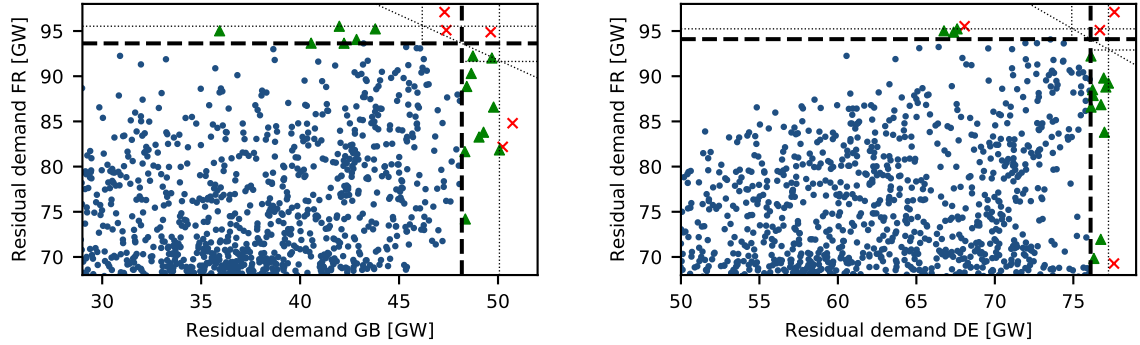 95
90
85
80
75
70
Residual demand FR [GW]
30 35 40 45 50
Residual demand GB [GW]
95
90
85
80
75
70
Residual demand FR [GW]
50 55 60 65 70 75
Residual demand DE [GW]